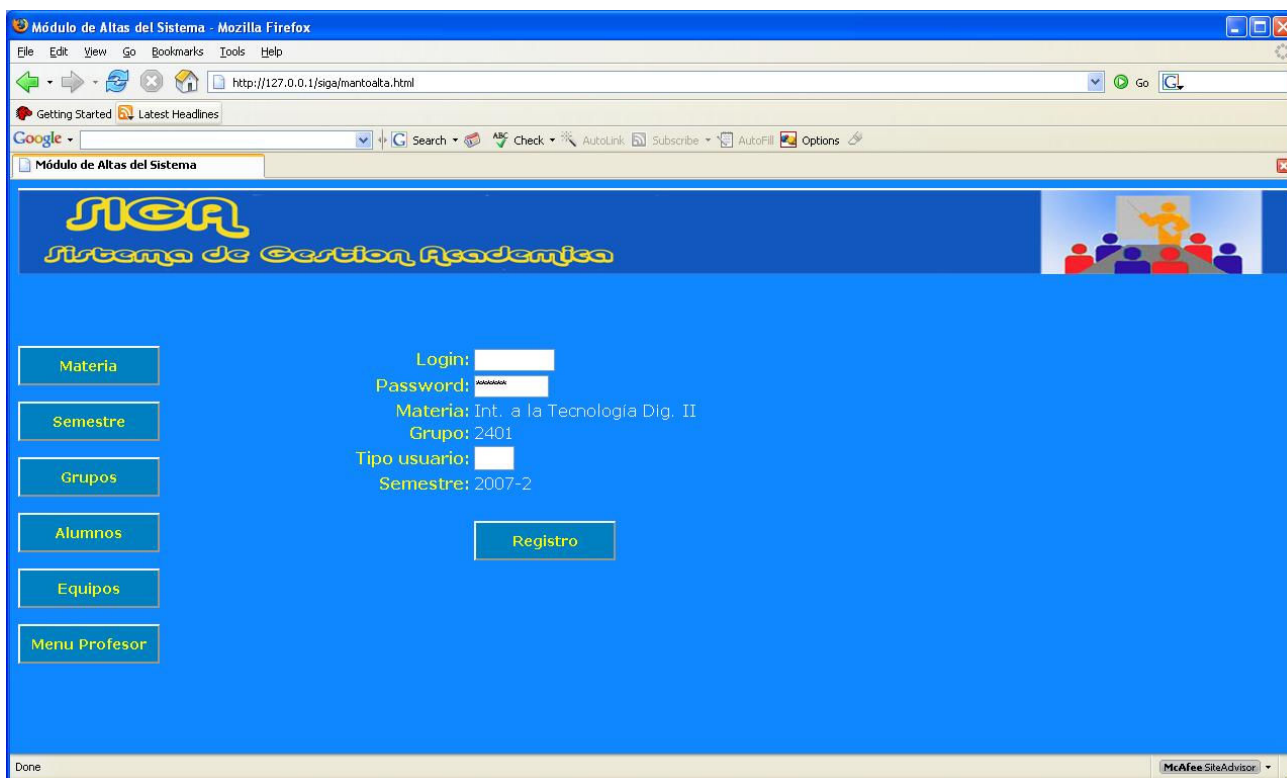 Módulo de Altas del Sistema - Mozilla Firefox
File Edit View Go Bookmarks Tools Help
http://127.0.0.1/siga/mantoalta.html Go G
Getting Started Latest Headlines
Google Search ABC Check AutoLink Subscribe AutoFill Options
Módulo de Altas del Sistema
SIGA
Sistema de Gestion Academica
Materia
Semestre
Grupos
Alumnos
Equipos
Menu Profesor
Login:
Password: ******
Materia: Int. a la Tecnología Dig. II
Grupo: 2401
Tipo usuario:
Semestre: 2007-2
Registro
Done
McAfee SiteAdvisor